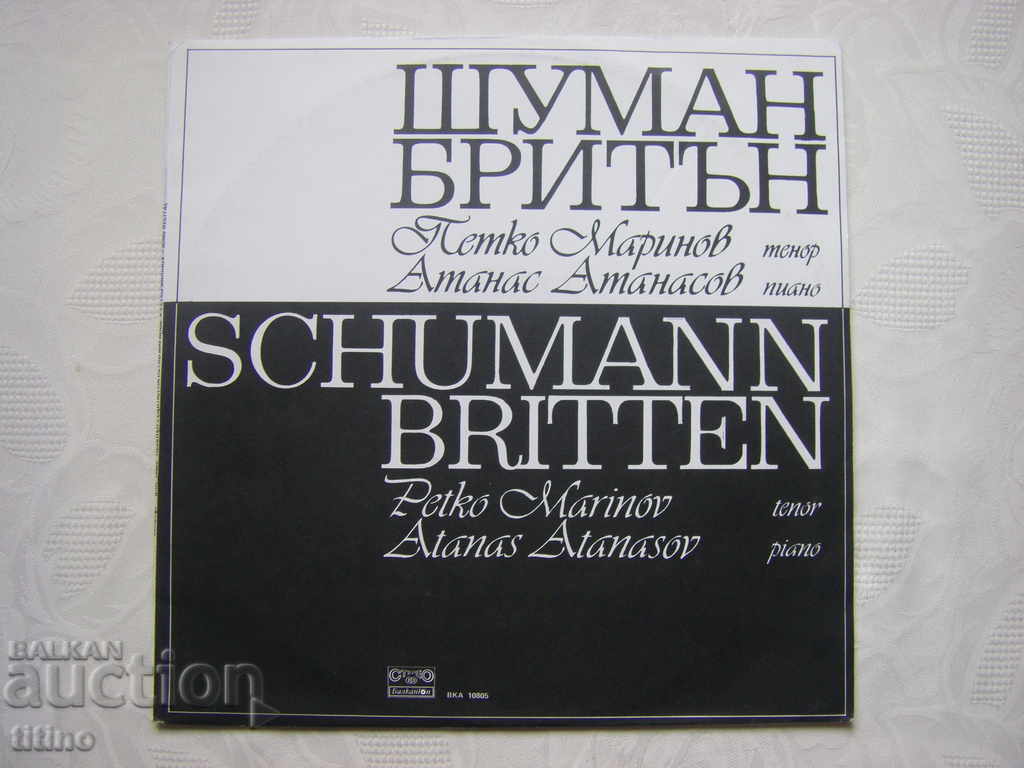 ШУМАН
БРИТЪН
Петко Маринов тенор
Атанас Атанасов пиано
SCHUMANN
BRITTEN
Petko Marinov tenor
Atanas Atanasov piano
СТЕРЕО
Балкантон
ВКА 10805
BALKAN
auction
titino